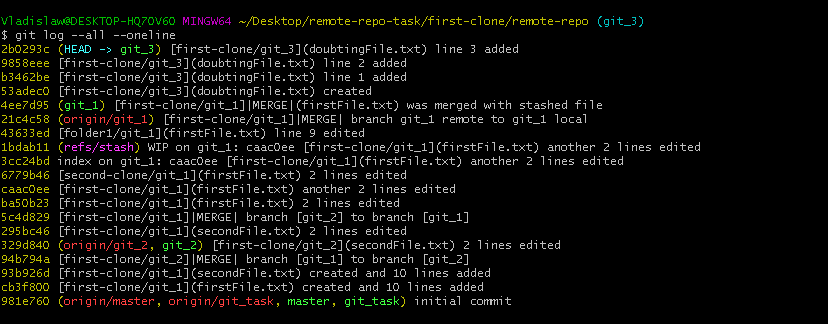 Vladislaw@DESKTOP-HQ7OV6O MINGW64 ~/Desktop/remote-repo-task/first-clone/remote-repo (git_3)
$ git log --all --oneline
2b0293c (HEAD -> git_3) [first-clone/git_3](doubtingFile.txt) line 3 added
9858eee [first-clone/git_3](doubtingFile.txt) line 2 added
b3462be [first-clone/git_3](doubtingFile.txt) line 1 added
53adec0 [first-clone/git_3](doubtingFile.txt) created
4ee7d95 (git_1) [first-clone/git_1]|MERGE|(firstFile.txt) was merged with stashed file
21c4c58 (origin/git_1) [first-clone/git_1]|MERGE| branch git_1 remote to git_1 local
43633ed [folder1/git_1](firstFile.txt) line 9 edited
1bdab11 (refs/stash) WIP on git_1: caac0ee [first-clone/git_1](firstFile.txt) another 2 lines edited
3cc24bd index on git_1: caac0ee [first-clone/git_1](firstFile.txt) another 2 lines edited
6779b46 [second-clone/git_1](firstFile.txt) 2 lines edited
caac0ee [first-clone/git_1](firstFile.txt) another 2 lines edited
ba50b23 [first-clone/git_1](firstFile.txt) 2 lines edited
5c4d829 [first-clone/git_1]|MERGE| branch [git_2] to branch [git_1]
295bc46 [first-clone/git_1](secondFile.txt) 2 lines edited
329d840 (origin/git_2, git_2) [first-clone/git_2](secondFile.txt) 2 lines edited
94b794a [first-clone/git_2]|MERGE| branch [git_1] to branch [git_2]
93b926d [first-clone/git_1](secondFile.txt) created and 10 lines added
cb3f800 [first-clone/git_1](firstFile.txt) created and 10 lines added
981e760 (origin/master, origin/git_task, master, git_task) initial commit